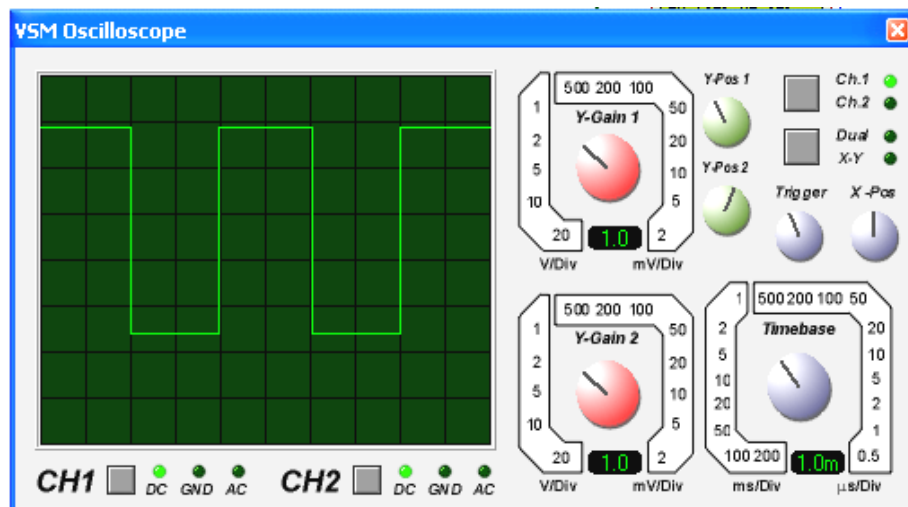 VSM Oscilloscope
500 200 100
1
50
Y-Gain 1
2
20
5
10
10
5
20
1.0
2
V/Div
mV/Div
Y-Pos 1
Y-Pos 2
Ch.1
Ch.2
Dual
X-Y
Trigger
X -Pos
500 200 100
1
50
Y-Gain 2
2
20
5
10
10
5
20
1.0
2
V/Div
mV/Div
1
500 200 100 50
2
Timebase
20
5
10
10
5
20
2
50
1
100 200
1.0m
0.5
ms/Div
µs/Div
CH1
DC
GND
AC
CH2
DC
GND
AC